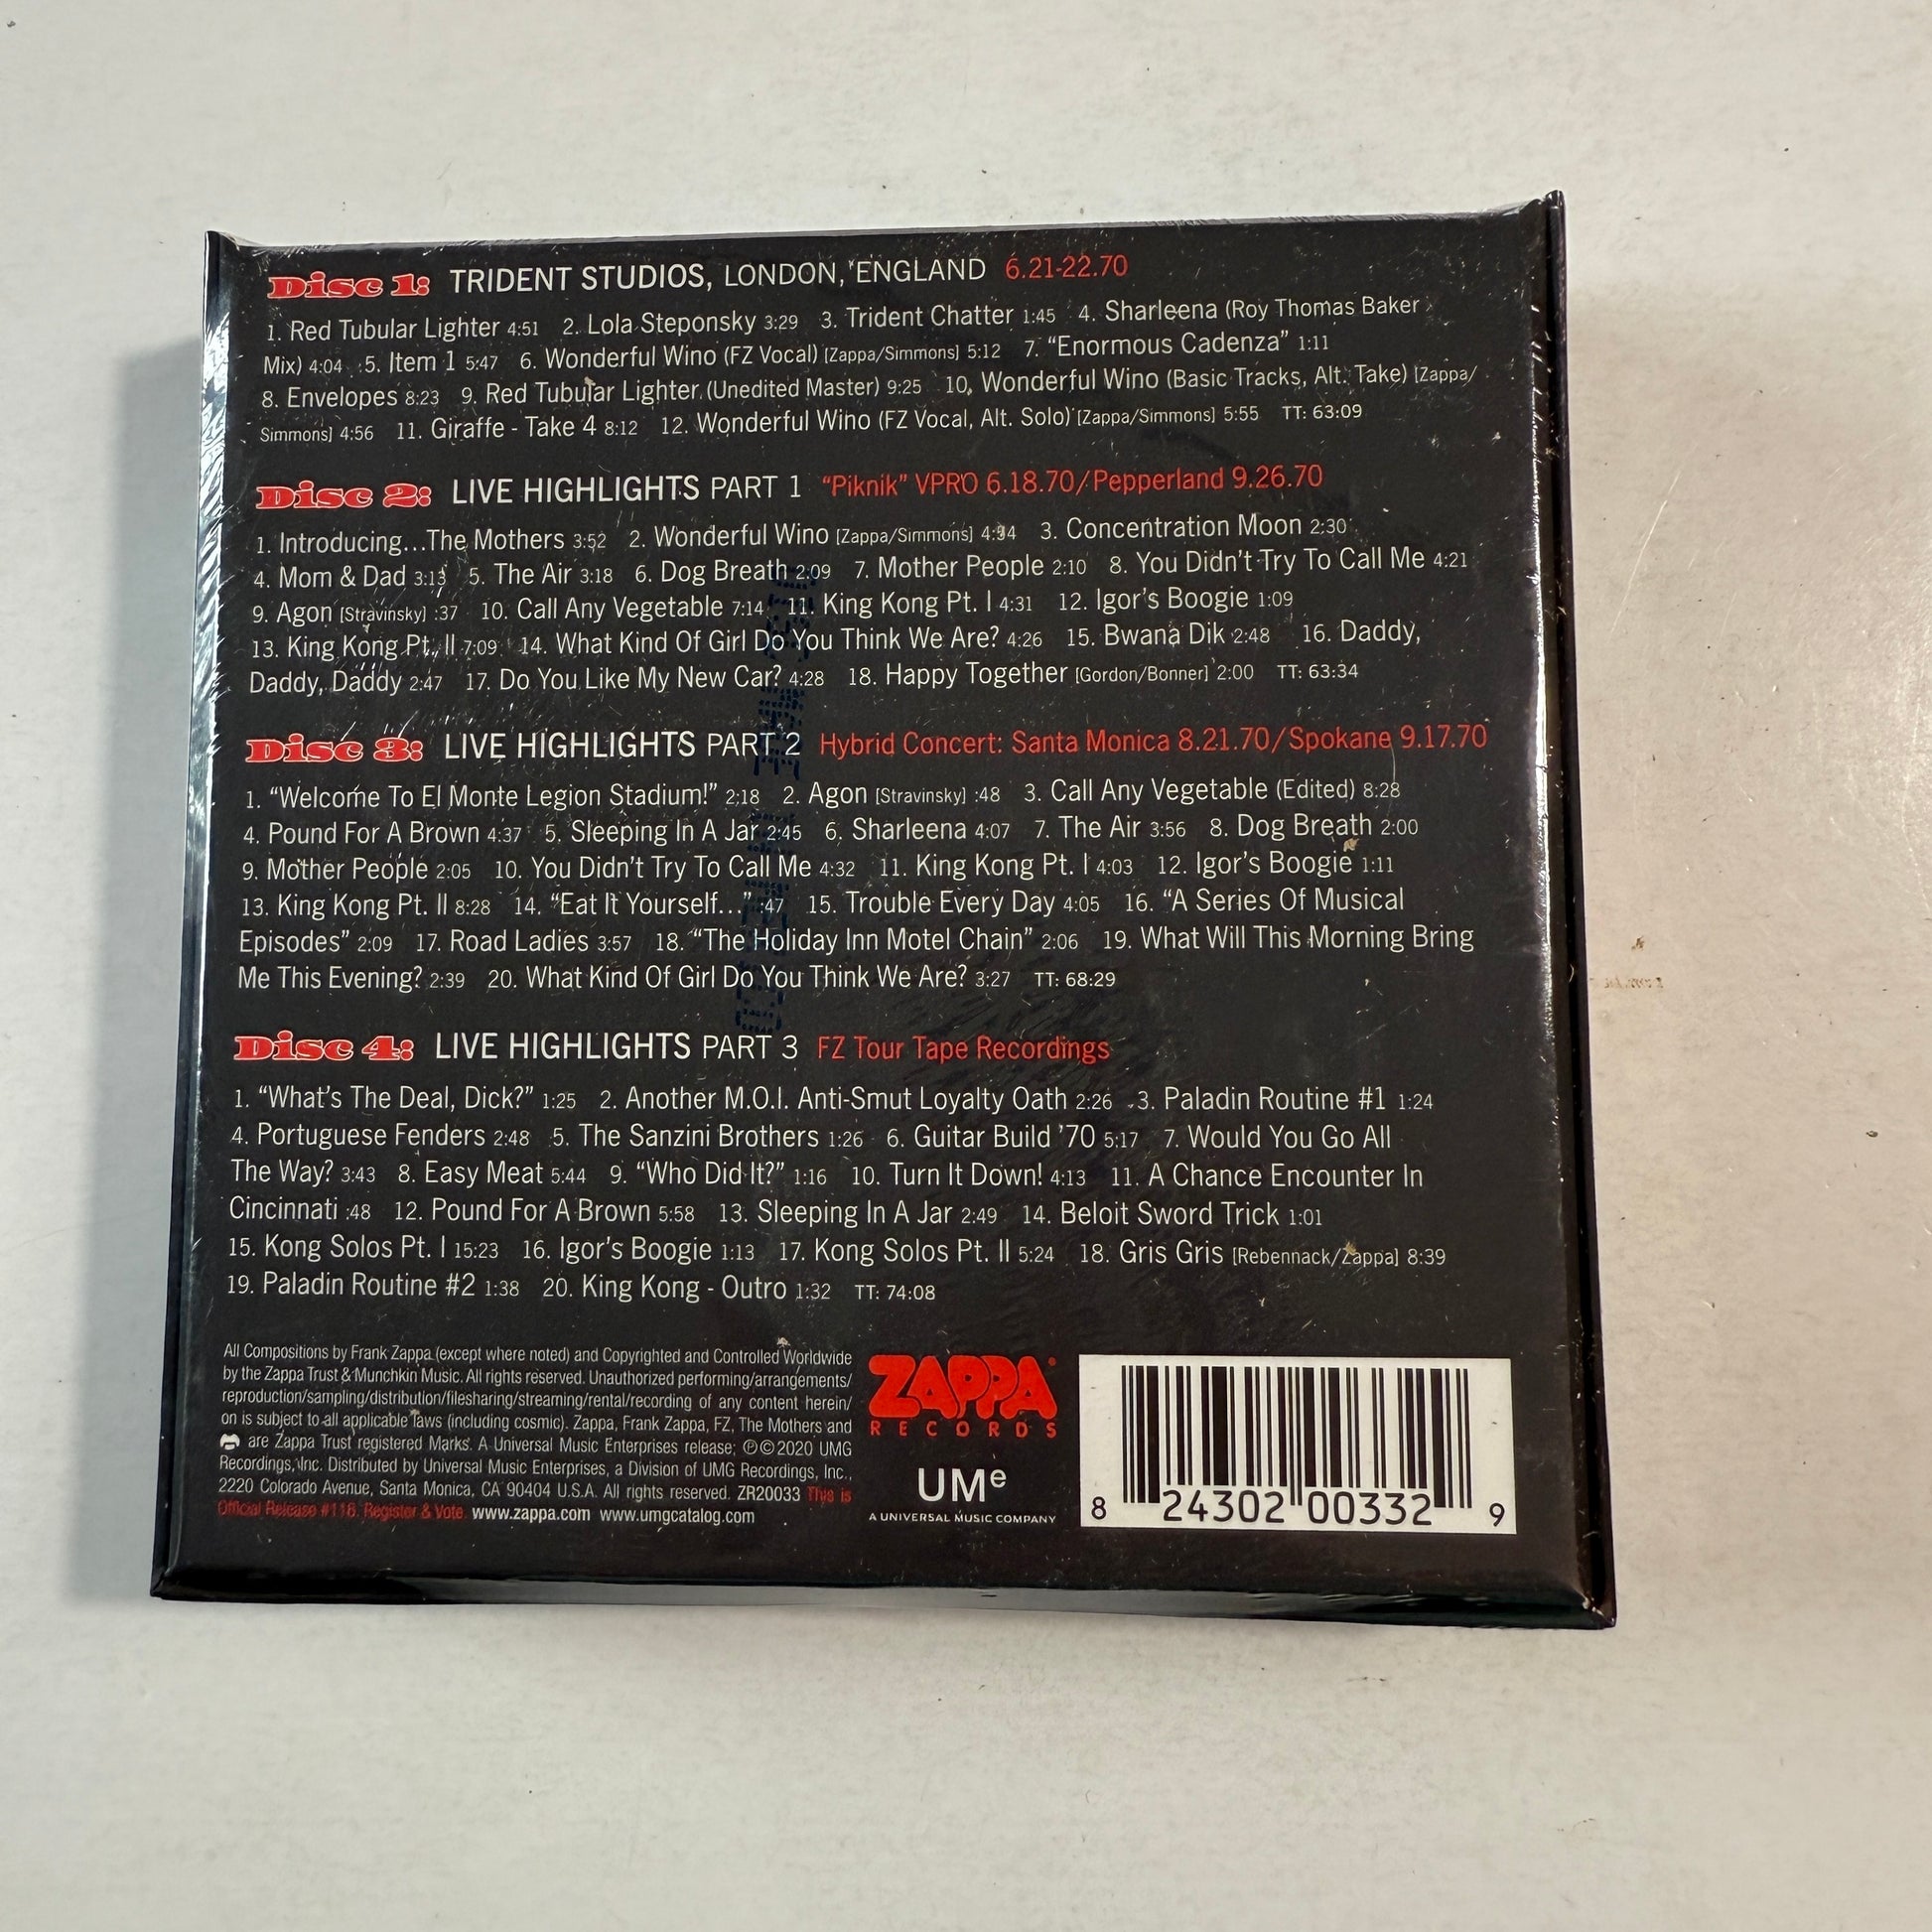 Disc 1: TRIDENT STUDIOS, LONDON, ENGLAND 6.21-22.70
1. Red Tubular Lighter 4:51 2. Lola Steponsky 3:29 3. Trident Chatter 1:45 4. Sharleena (Roy Thomas Baker
Mix) 4:04 5. Item 1 5:47 6. Wonderful Wino (FZ Vocal) [Zappa/Simmons] 5:12 7. “Enormous Cadenza” 1:11
8. Envelopes 8:23 9. Red Tubular Lighter (Unedited Master) 9:25 10. Wonderful Wino (Basic Tracks, Alt. Take) [Zappa/
Simmons] 4:56 11. Giraffe - Take 4 8:12 12. Wonderful Wino (FZ Vocal, Alt. Solo) [Zappa/Simmons] 5:55 TT: 63:09
Disc 2: LIVE HIGHLIGHTS PART 1 “Piknik” VPRO 6.18.70/Pepperland 9.26.70
1. Introducing...The Mothers 3:52 2. Wonderful Wino [Zappa/Simmons] 3. Concentration Moon 2:30
4. Mom & Dad 3:13 5. The Air 3:18 6. Dog Breath 2:09 7. Mother People 2:10 8. You Didn’t Try To Call Me 4:21
9. Agon [Stravinsky] :37 10. Call Any Vegetable 7:14 11. King Kong Pt. I 4:31 12. Igor’s Boogie 1:09
13. King Kong Pt. II 7:09 14. What Kind Of Girl Do You Think We Are? 4:26 15. Bwana Dik 2:48 16. Daddy,
Daddy, Daddy 2:47 17. Do You Like My New Car? 4:28 18. Happy Together [Gordon/Bonner] 2:00 TT: 63:34
Disc 3: LIVE HIGHLIGHTS PART 2 Hybrid Concert: Santa Monica 8.21.70/Spokane 9.17.70
1. “Welcome To El Monte Legion Stadium!” 2:18 2. Agon [Stravinsky] :48 3. Call Any Vegetable (Edited) 8:28
4. Pound For A Brown 4:37 5. Sleeping In A Jar 2:45 6. Sharleena 4:07 7. The Air 3:56 8. Dog Breath 2:00
9. Mother People 2:05 10. You Didn’t Try To Call Me 4:32 11. King Kong Pt. I 4:03 12. Igor’s Boogie 1:11
13. King Kong Pt. II 8:28 14. “Eat It Yourself...” :47 15. Trouble Every Day 4:05 16. “A Series Of Musical
Episodes” 2:09 17. Road Ladies 3:57 18. “The Holiday Inn Motel Chain” 2:06 19. What Will This Morning Bring
Me This Evening? 2:39 20. What Kind Of Girl Do You Think We Are? 3:27 TT: 68:29
Disc 4: LIVE HIGHLIGHTS PART 3 FZ Tour Tape Recordings
1. “What’s The Deal, Dick?” 1:25 2. Another M.O.I. Anti-Smut Loyalty Oath 2:26 3. Paladin Routine #1 1:24
4. Portuguese Fenders 2:48 5. The Sanzini Brothers 1:26 6. Guitar Build ’70 5:17 7. Would You Go All
The Way? 3:43 8. Easy Meat 5:44 9. “Who Did It?” 1:16 10. Turn It Down! 4:13 11. A Chance Encounter In
Cincinnati :48 12. Pound For A Brown 5:58 13. Sleeping In A Jar 2:49 14. Beloit Sword Trick 1:01
15. Kong Solos Pt. I 15:23 16. Igor’s Boogie 1:13 17. Kong Solos Pt. II 5:24 18. Gris Gris [Rebennack/Zappa] 8:39
19. Paladin Routine #2 1:38 20. King Kong - Outro 1:32 TT: 74:08
All Compositions by Frank Zappa (except where noted) and Copyrighted and Controlled Worldwide
by the Zappa Trust & Munchkin Music. All rights reserved. Unauthorized performing/arrangements/
reproduction/sampling/distribution/filesharing/streaming/rental/recording of any content herein/
on is subject to all applicable laws (including cosmic). Zappa, Frank Zappa, FZ, The Mothers and
are Zappa Trust registered Marks. A Universal Music Enterprises release; ℗©2020 UMG
Recordings, Inc. Distributed by Universal Music Enterprises, a Division of UMG Recordings, Inc.,
2220 Colorado Avenue, Santa Monica, CA 90404 U.S.A. All rights reserved. ZR20033 This is
Official Release #116. Register & Vote. www.zappa.com www.umgcatalog.com
ZAPPA®
RECORDS
UMe
A UNIVERSAL MUSIC COMPANY
8 24302 00332 9